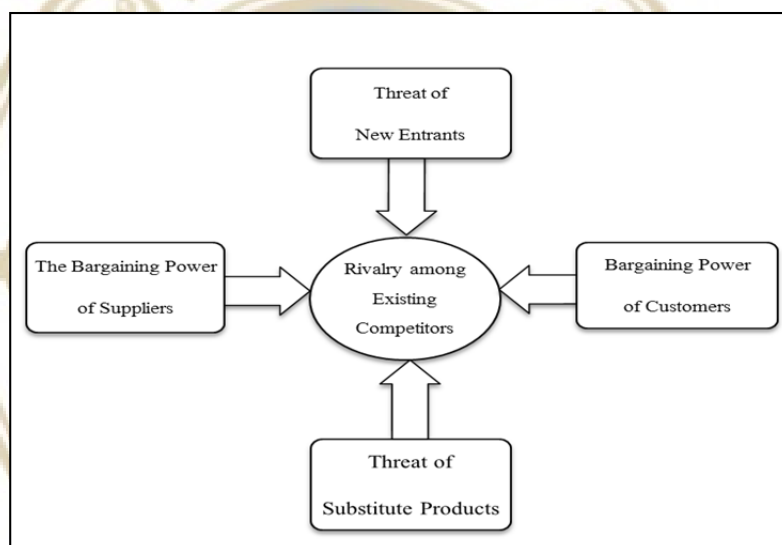 Threat of
New Entrants
The Bargaining Power
of Suppliers
Rivalry among
Existing
Competitors
Bargaining Power
of Customers
Threat of
Substitute Products